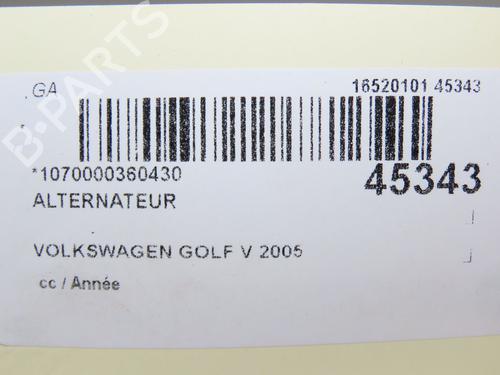 B-PARTS
.GA 16520101 45343
*1070000360430 45343
ALTERNATEUR
VOLKSWAGEN GOLF V 2005
cc / Année